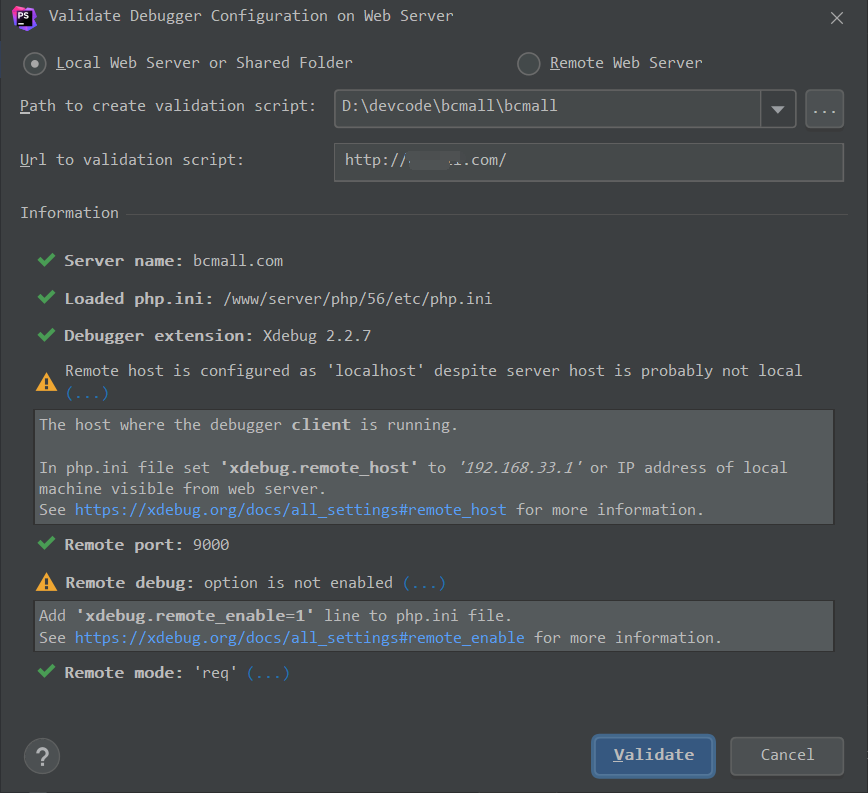 PS
Validate Debugger Configuration on Web Server
Local Web Server or Shared Folder
Remote Web Server
Path to create validation script:
D:\devcode\bcmall\bcmall
...
Url to validation script:
http://
.com/
Information
Server name: bcmall.com
Loaded php.ini: /www/server/php/56/etc/php.ini
Debugger extension: Xdebug 2.2.7
Remote host is configured as 'localhost' despite server host is probably not local
(...)
The host where the debugger client is running.
In php.ini file set 'xdebug.remote_host' to '192.168.33.1' or IP address of local
machine visible from web server.
See https://xdebug.org/docs/all_settings#remote_host for more information.
Remote port: 9000
Remote debug: option is not enabled (...)
Add 'xdebug.remote_enable=1' line to php.ini file.
See https://xdebug.org/docs/all_settings#remote_enable for more information.
Remote mode: 'req' (...)
?
Validate
Cancel